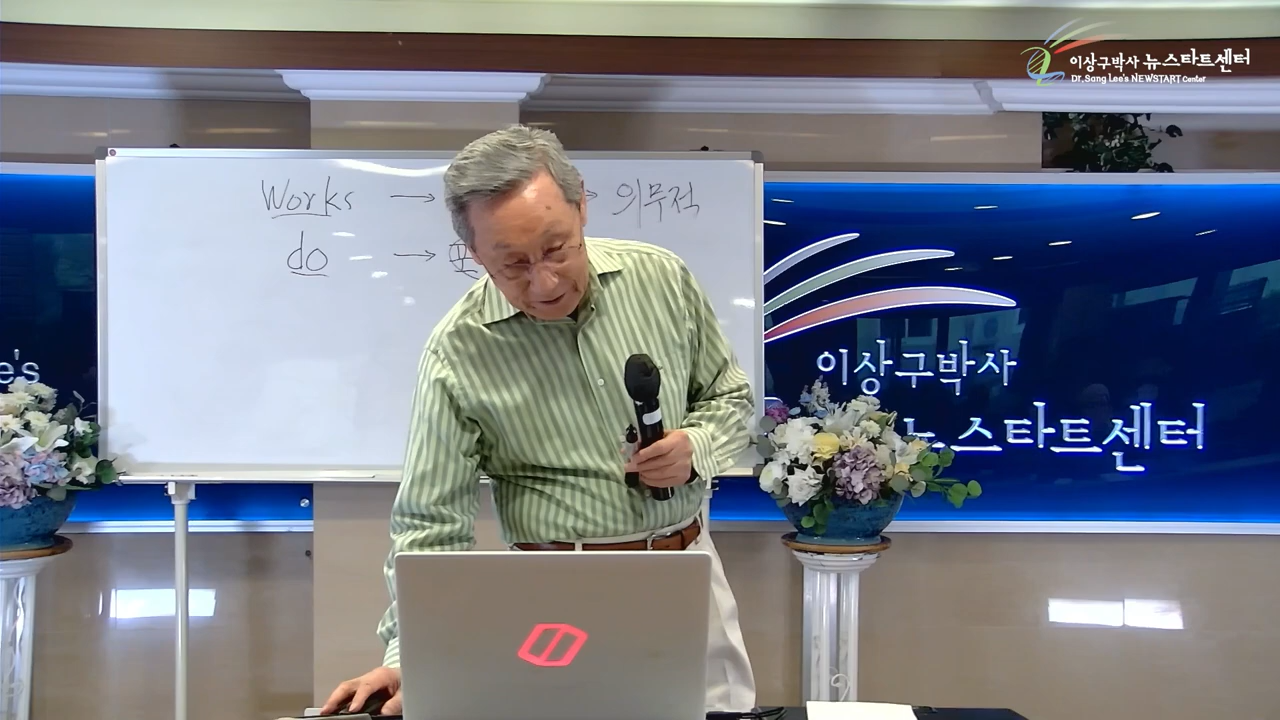 이상구박사 뉴스타트센터
Dr. Sang Lee's NEWSTART Center
Works → → 의무적
do →
e's
이상구박사
뉴스타트센터